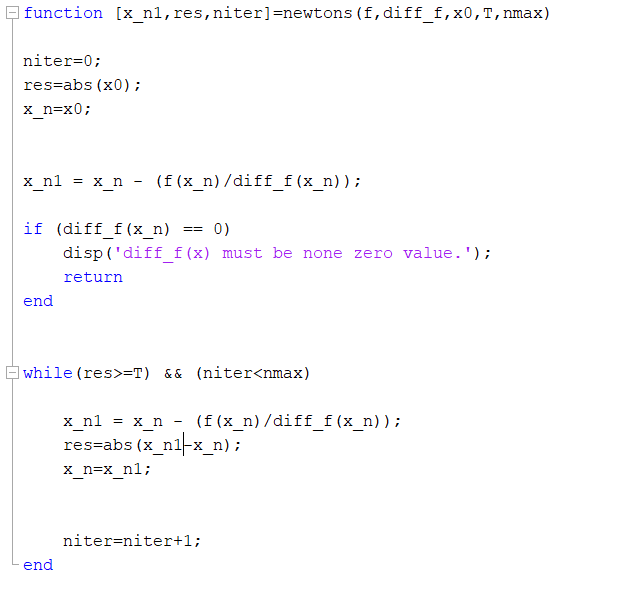 function [x_n1,res,niter]=newtons(f,diff_f,x0,T,nmax)
niter=0;
res=abs(x0);
x_n=x0;
x_n1 = x_n - (f(x_n)/diff_f(x_n));
if (diff_f(x_n) == 0)
disp('diff_f(x) must be none zero value.');
return
end
while(res>=T) && (niter<nmax)
x_n1 = x_n - (f(x_n)/diff_f(x_n));
res=abs(x_n1-x_n);
x_n=x_n1;
niter=niter+1;
end